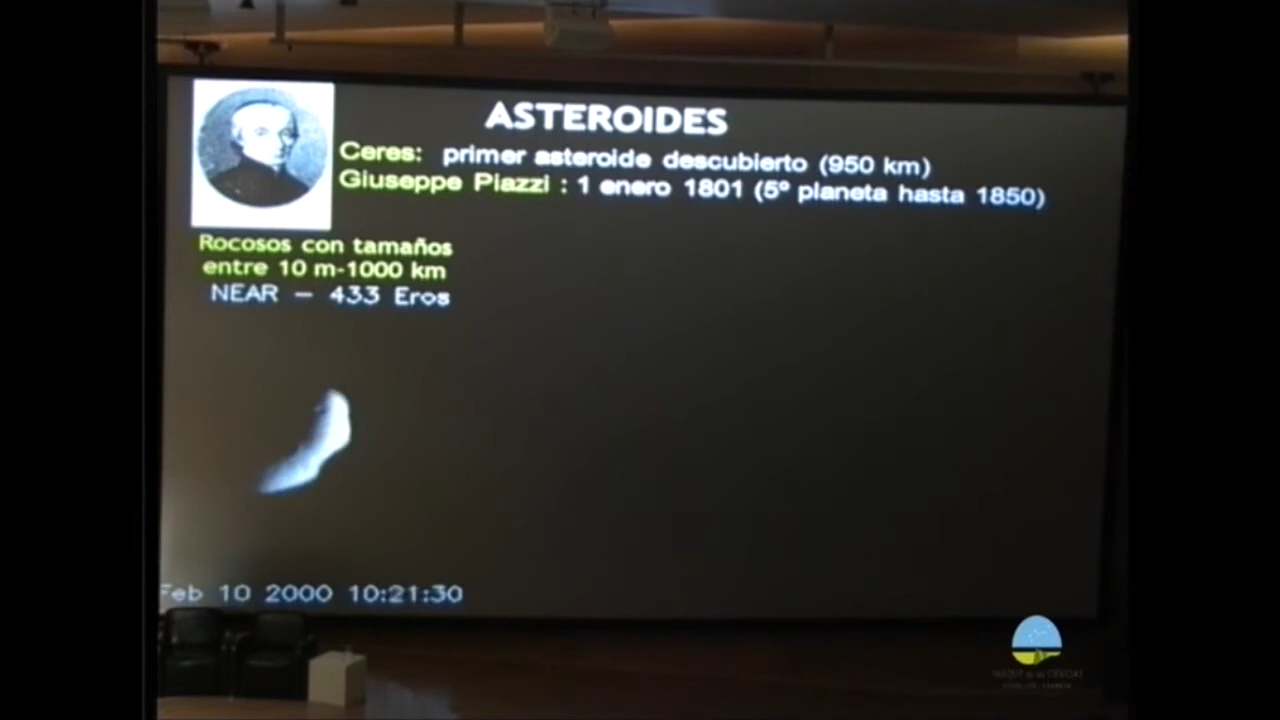 ASTEROIDES
Ceres: primer asteroide descubierto (950 km)
Giuseppe Piazzi : 1 enero 1801 (5º planeta hasta 1850)
Rocosos con tamaños
entre 10 m-1000 km
NEAR – 433 Eros
Feb 10 2000 10:21:30